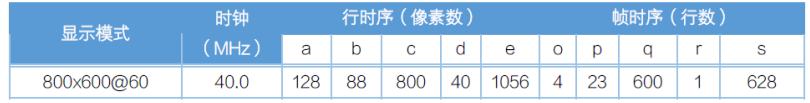 显示模式 时钟 行时序（像素数） 帧时序（行数）
（MHz） a b c d e o p q r s
800x600@60 40.0 128 88 800 40 1056 4 23 600 1 628